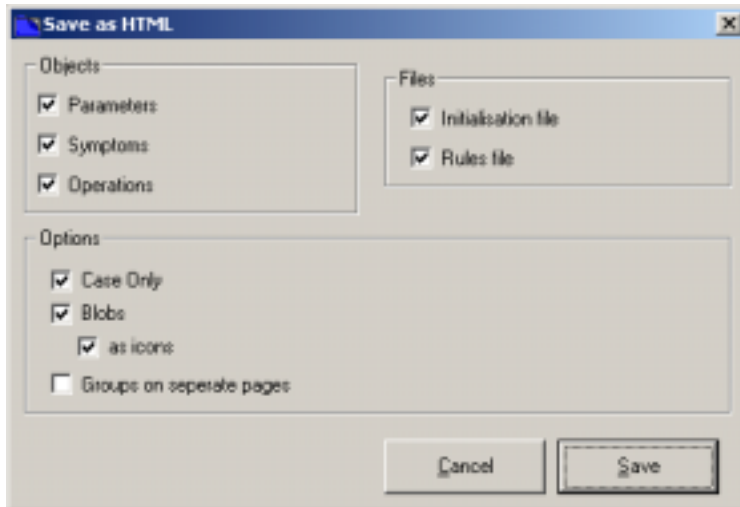 Save as HTML
Objects
Parameters
Symptoms
Operations
Files
Initialisation file
Rules file
Options
Case Only
Blobs
as icons
Groups on seperate pages
Cancel
Save